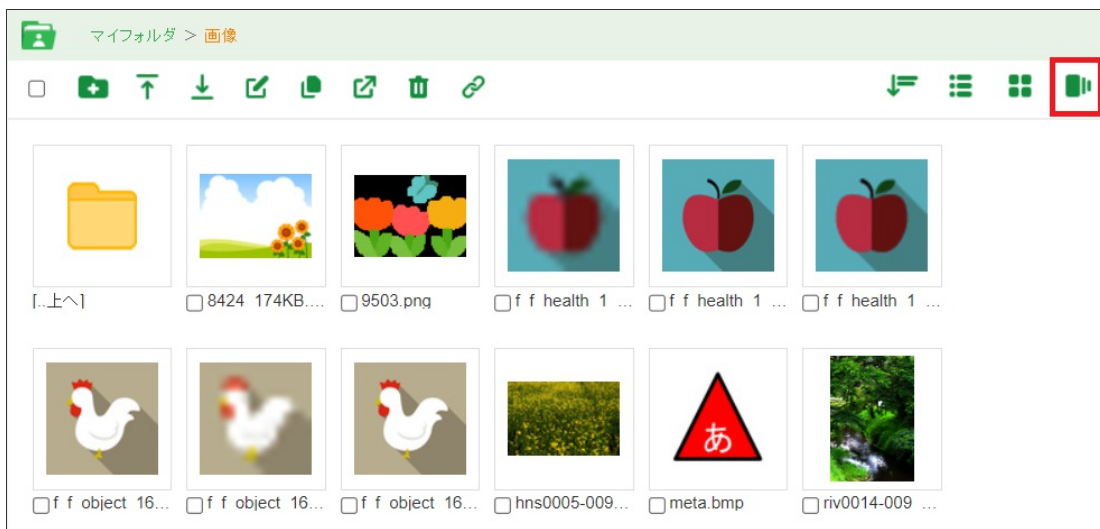 マイフォルダ > 画像
[..上へ]
8424_174KB....
9503.png
f_f_health_1_...
f_f_health_1_...
f_f_health_1_...
あ
f_f_object_16...
f_f_object_16...
f_f_object_16...
hns0005-009...
meta.bmp
riv0014-009_...